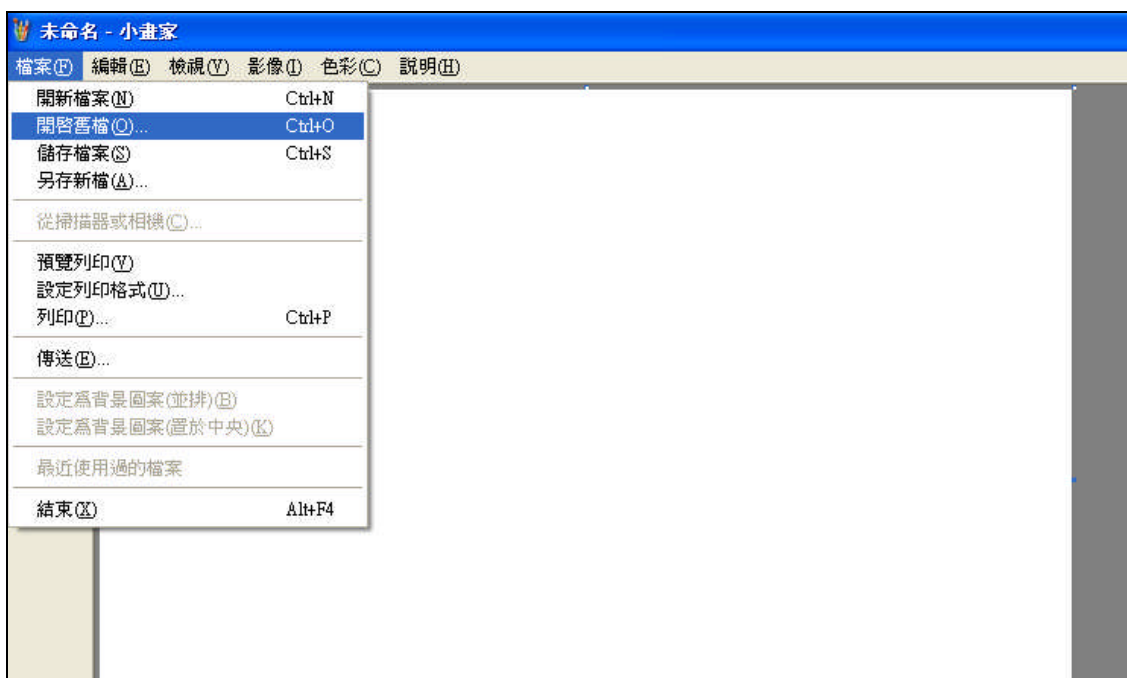 未命名 - 小畫家
檔案(F) 編輯(E) 檢視(V) 影像(I) 色彩(C) 說明(H)
開新檔案(N) Ctrl+N
開啓舊檔(O)... Ctrl+O
儲存檔案(S) Ctrl+S
另存新檔(A)...
從掃描器或相機(C)...
預覽列印(V)
設定列印格式(U)...
列印(P)... Ctrl+P
傳送(E)...
設定爲背景圖案(並排)(B)
設定爲背景圖案(置於中央)(K)
最近使用過的檔案
結束(X) Alt+F4